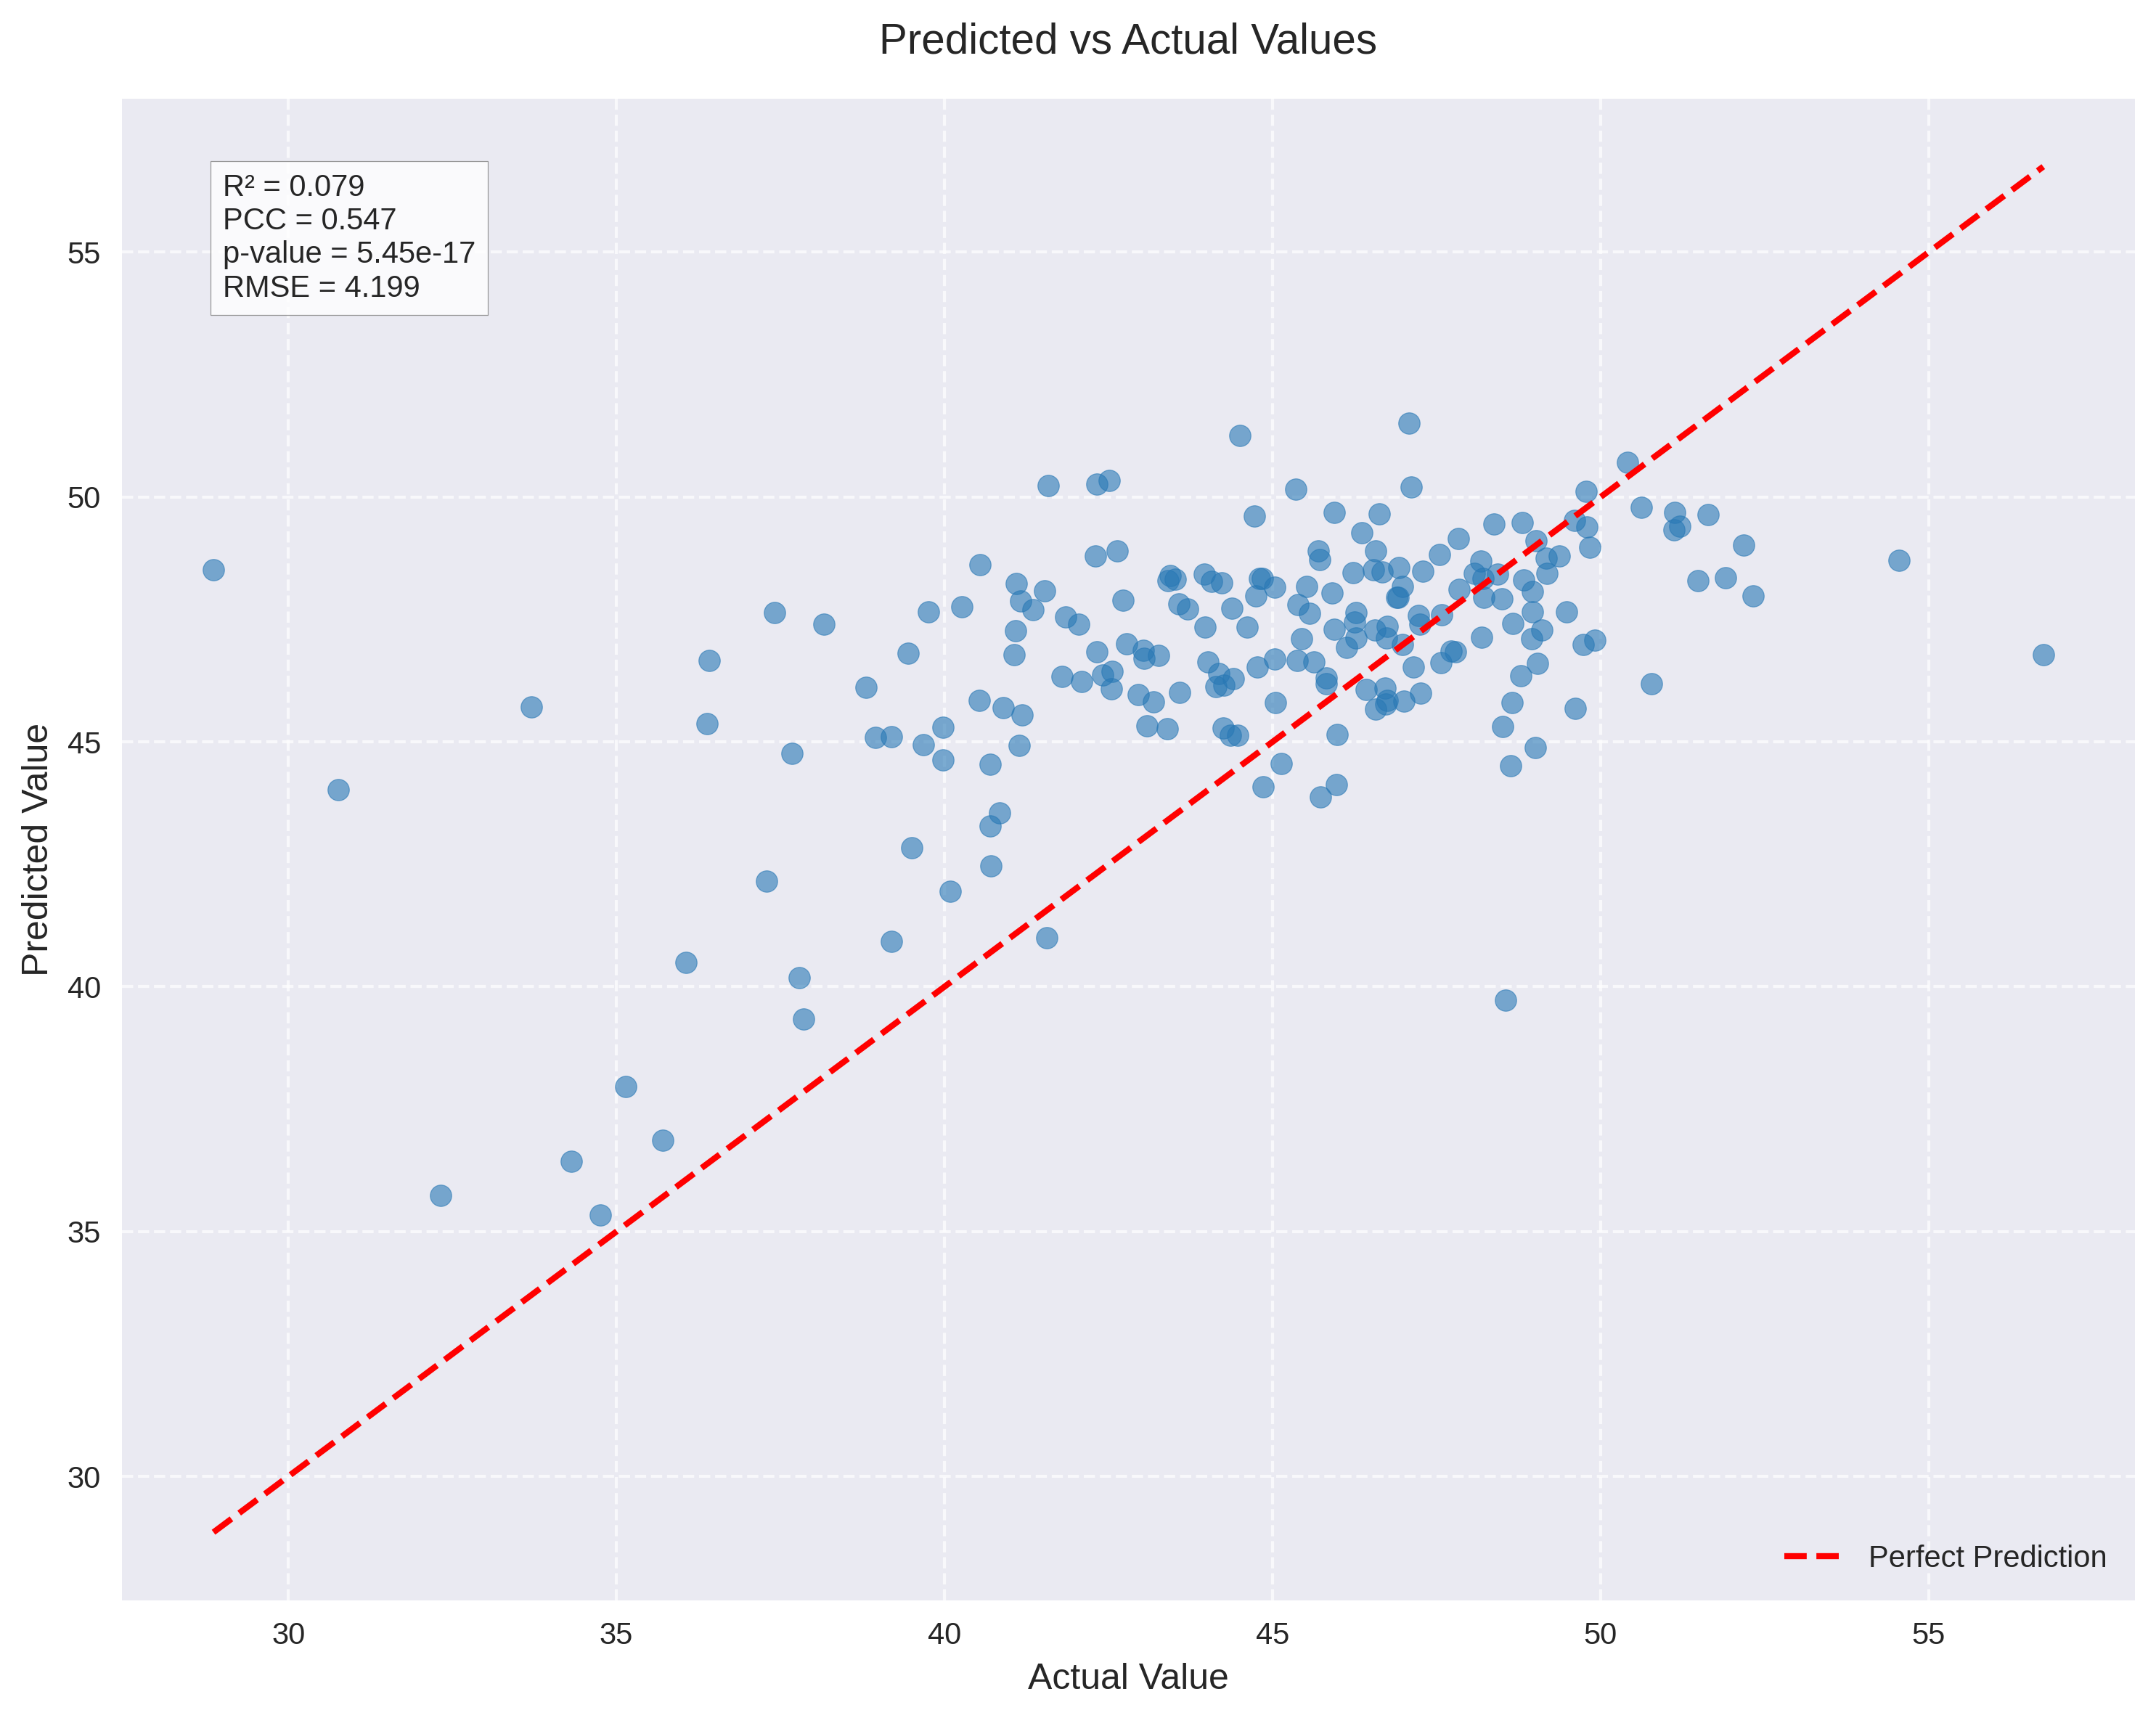 Predicted vs Actual Values
R² = 0.079
PCC = 0.547
p-value = 5.45e-17
RMSE = 4.199
55
50
45
40
35
30
Predicted Value
Perfect Prediction
30
35
40
45
50
55
Actual Value